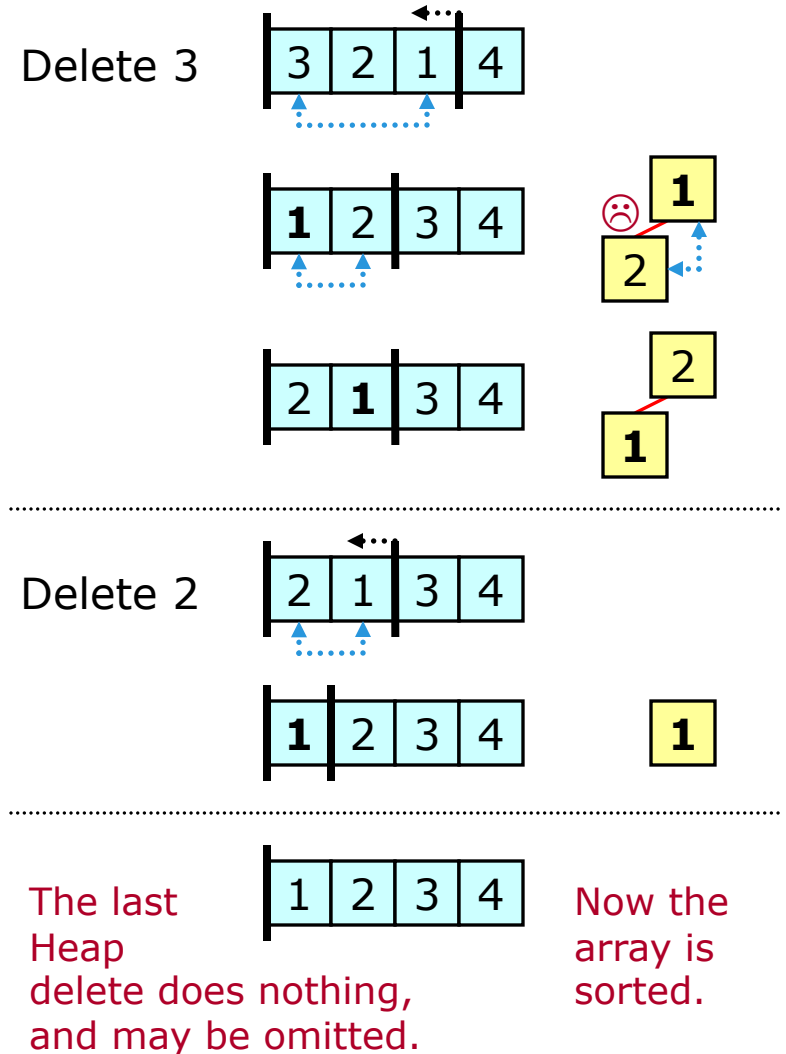 Delete 3
3 2 1 4
1 2 3 4
1
2
2 1 3 4
2
1
Delete 2
2 1 3 4
1 2 3 4
1
1 2 3 4
The last
Heap
delete does nothing,
and may be omitted.
Now the
array is
sorted.